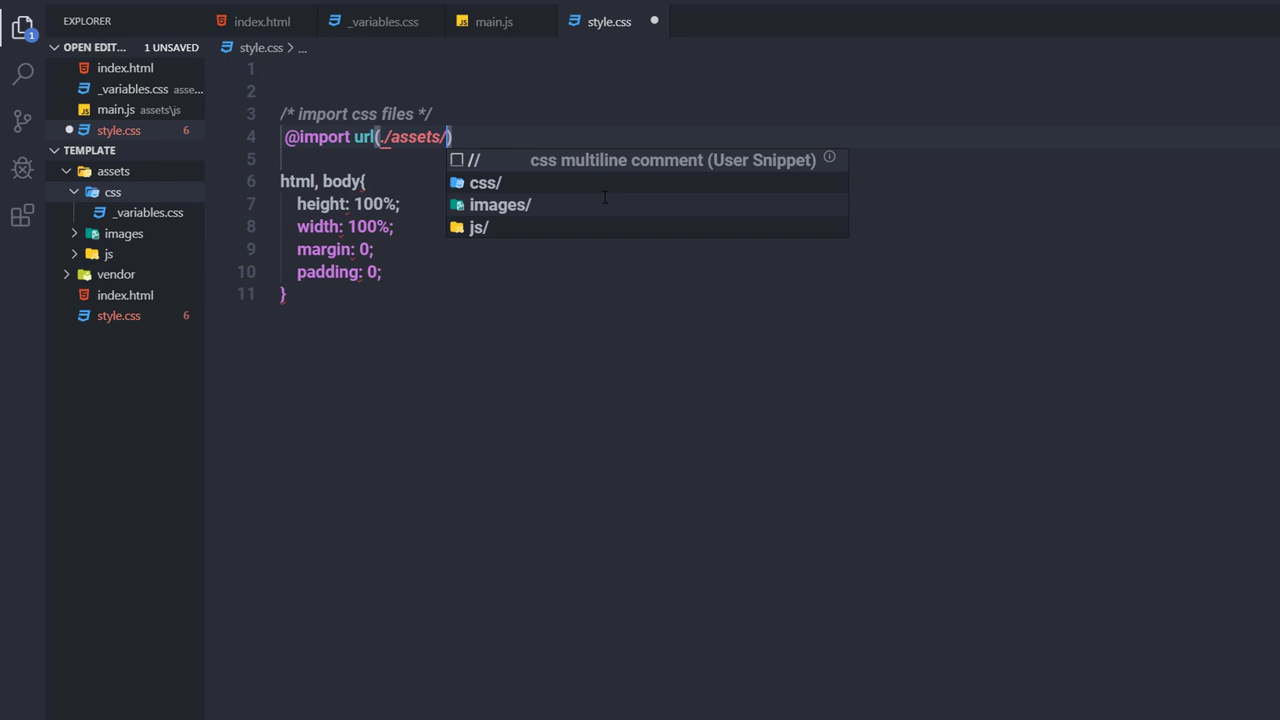 EXPLORER
index.html
_variables.css
main.js
style.css
OPEN EDIT... 1 UNSAVED
style.css > ...
index.html
_variables.css asse...
main.js assets\js
style.css 6
TEMPLATE
assets
css
_variables.css
images
js
vendor
index.html
style.css 6
1
1
2
3 /* import css files */
4 @import url(./assets/)
5
6 html, body{
7 height: 100%;
8 width: 100%;
9 margin: 0;
10 padding: 0;
11 }
// css multiline comment (User Snippet)
css/
images/
js/